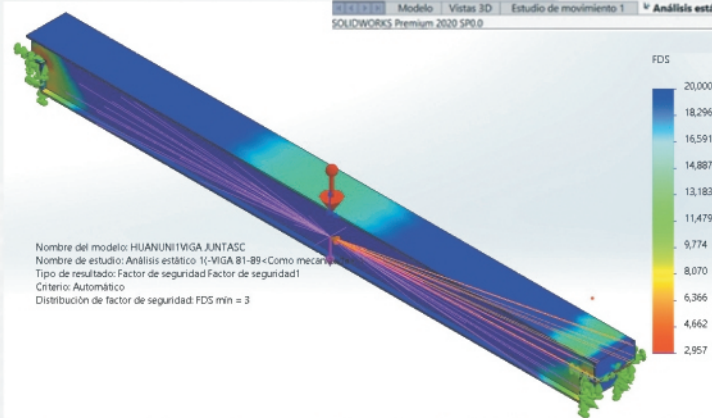 Modelo Vistas 3D Estudio de movimiento 1 Análisis está
SOLIDWORKS Premium 2020 SP0.0
FDS
20,000
18,296
16,591
14,887
13,183
11,479
9,774
8,070
6,366
4,662
2,957
Nombre del modelo: HUANUNI1VIGA JUNTASC
Nombre de estudio: Análisis estático 1(-VIGA B1-B9<Como mecan
Tipo de resultado: Factor de seguridad Factor de seguridad1
Criterio: Automático
Distribución de factor de seguridad: FDS min = 3